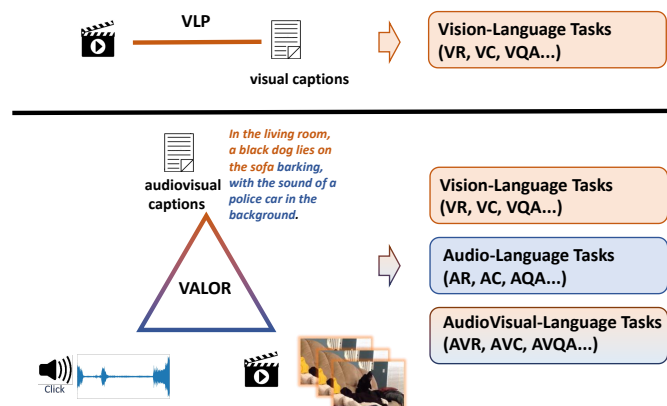 VLP
visual captions
Vision-Language Tasks
(VR, VC, VQA...)
audiovisual
captions
In the living room,
a black dog lies on
the sofa barking,
with the sound of a
police car in the
background.
VALOR
Click
Vision-Language Tasks
(VR, VC, VQA...)
Audio-Language Tasks
(AR, AC, AQA...)
AudioVisual-Language Tasks
(AVR, AVC, AVQA...)